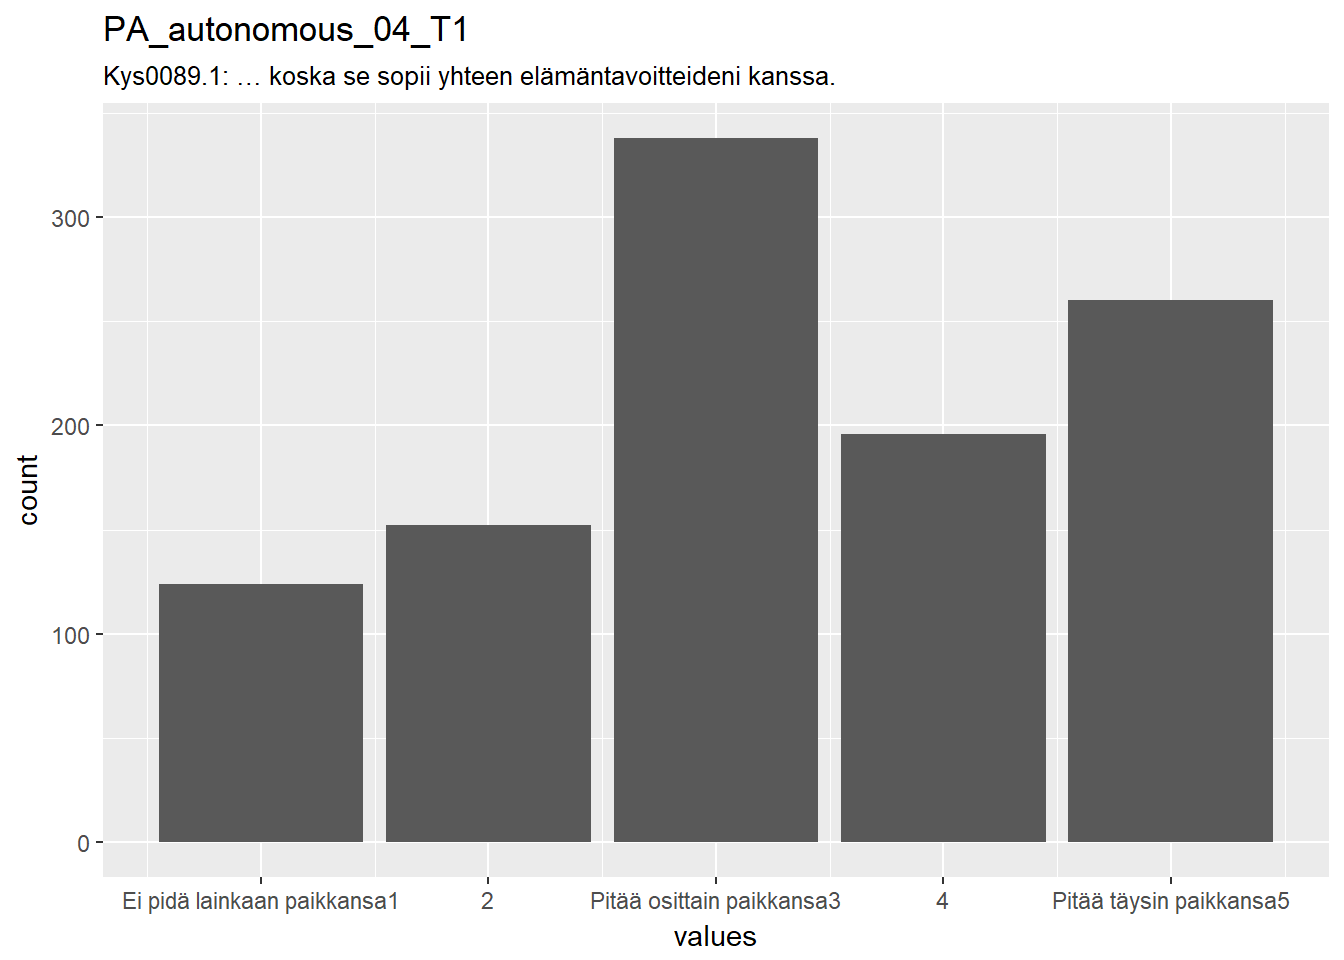 PA_autonomous_04_T1
Kys0089.1: … koska se sopii yhteen elämäntavoitteideni kanssa.
count
300
200
100
0
Ei pidä lainkaan paikkansa1 2 Pitää osittain paikkansa3 4 Pitää täysin paikkansa5
values